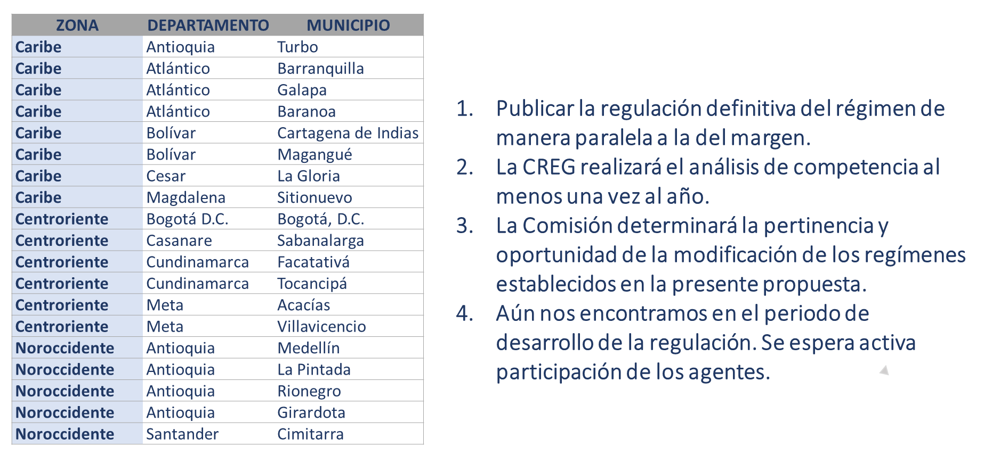 ZONA DEPARTAMENTO MUNICIPIO
Caribe Antioquia Turbo
Caribe Atlántico Barranquilla
Caribe Atlántico Galapa
Caribe Atlántico Baranoa
Caribe Bolívar Cartagena de Indias
Caribe Bolívar Magangué
Caribe Cesar La Gloria
Caribe Magdalena Sitionuevo
Centroriente Bogotá D.C. Bogotá, D.C.
Centroriente Casanare Sabanalarga
Centroriente Cundinamarca Facatativá
Centroriente Cundinamarca Tocancipá
Centroriente Meta Acacías
Centroriente Meta Villavicencio
Noroccidente Antioquia Medellín
Noroccidente Antioquia La Pintada
Noroccidente Antioquia Rionegro
Noroccidente Antioquia Girardota
Noroccidente Santander Cimitarra
1. Publicar la regulación definitiva del régimen de
manera paralela a la del margen.
2. La CREG realizará el análisis de competencia al
menos una vez al año.
3. La Comisión determinará la pertinencia y
oportunidad de la modificación de los regímenes
establecidos en la presente propuesta.
4. Aún nos encontramos en el periodo de
desarrollo de la regulación. Se espera activa
participación de los agentes.